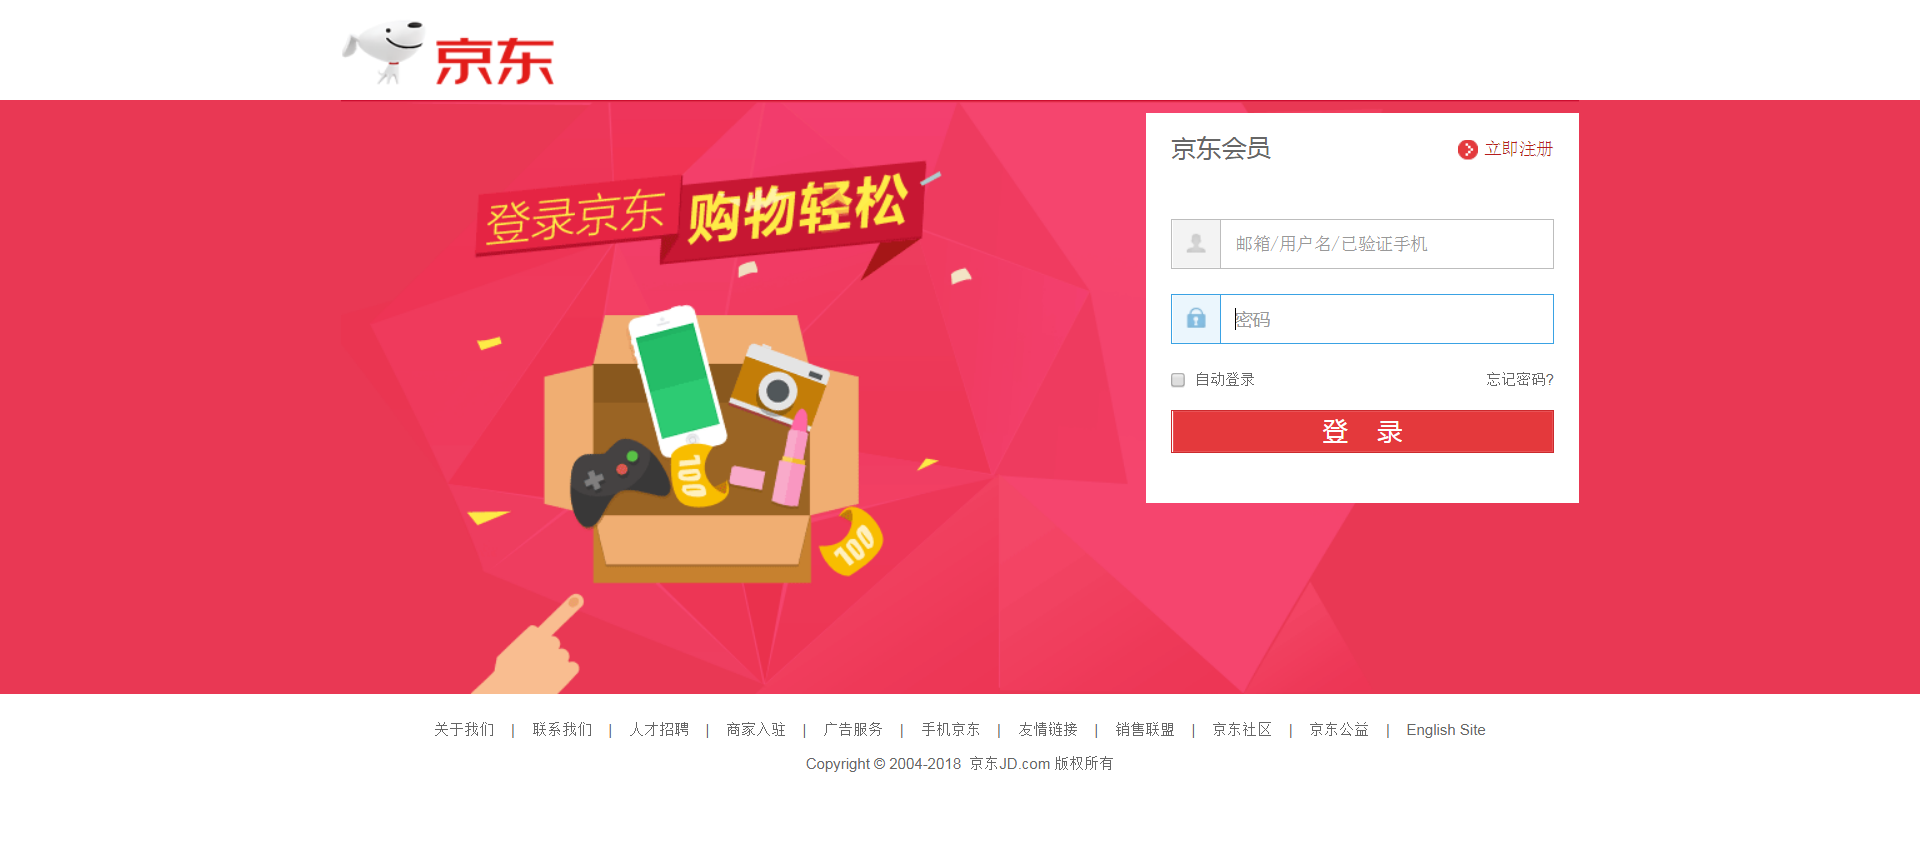 京东
登录京东 购物轻松
100
100
京东会员
立即注册
邮箱/用户名/已验证手机
密码
自动登录
忘记密码?
登 录
关于我们 | 联系我们 | 人才招聘 | 商家入驻 | 广告服务 | 手机京东 | 友情链接 | 销售联盟 | 京东社区 | 京东公益 | English Site
Copyright © 2004-2018 京东JD.com 版权所有